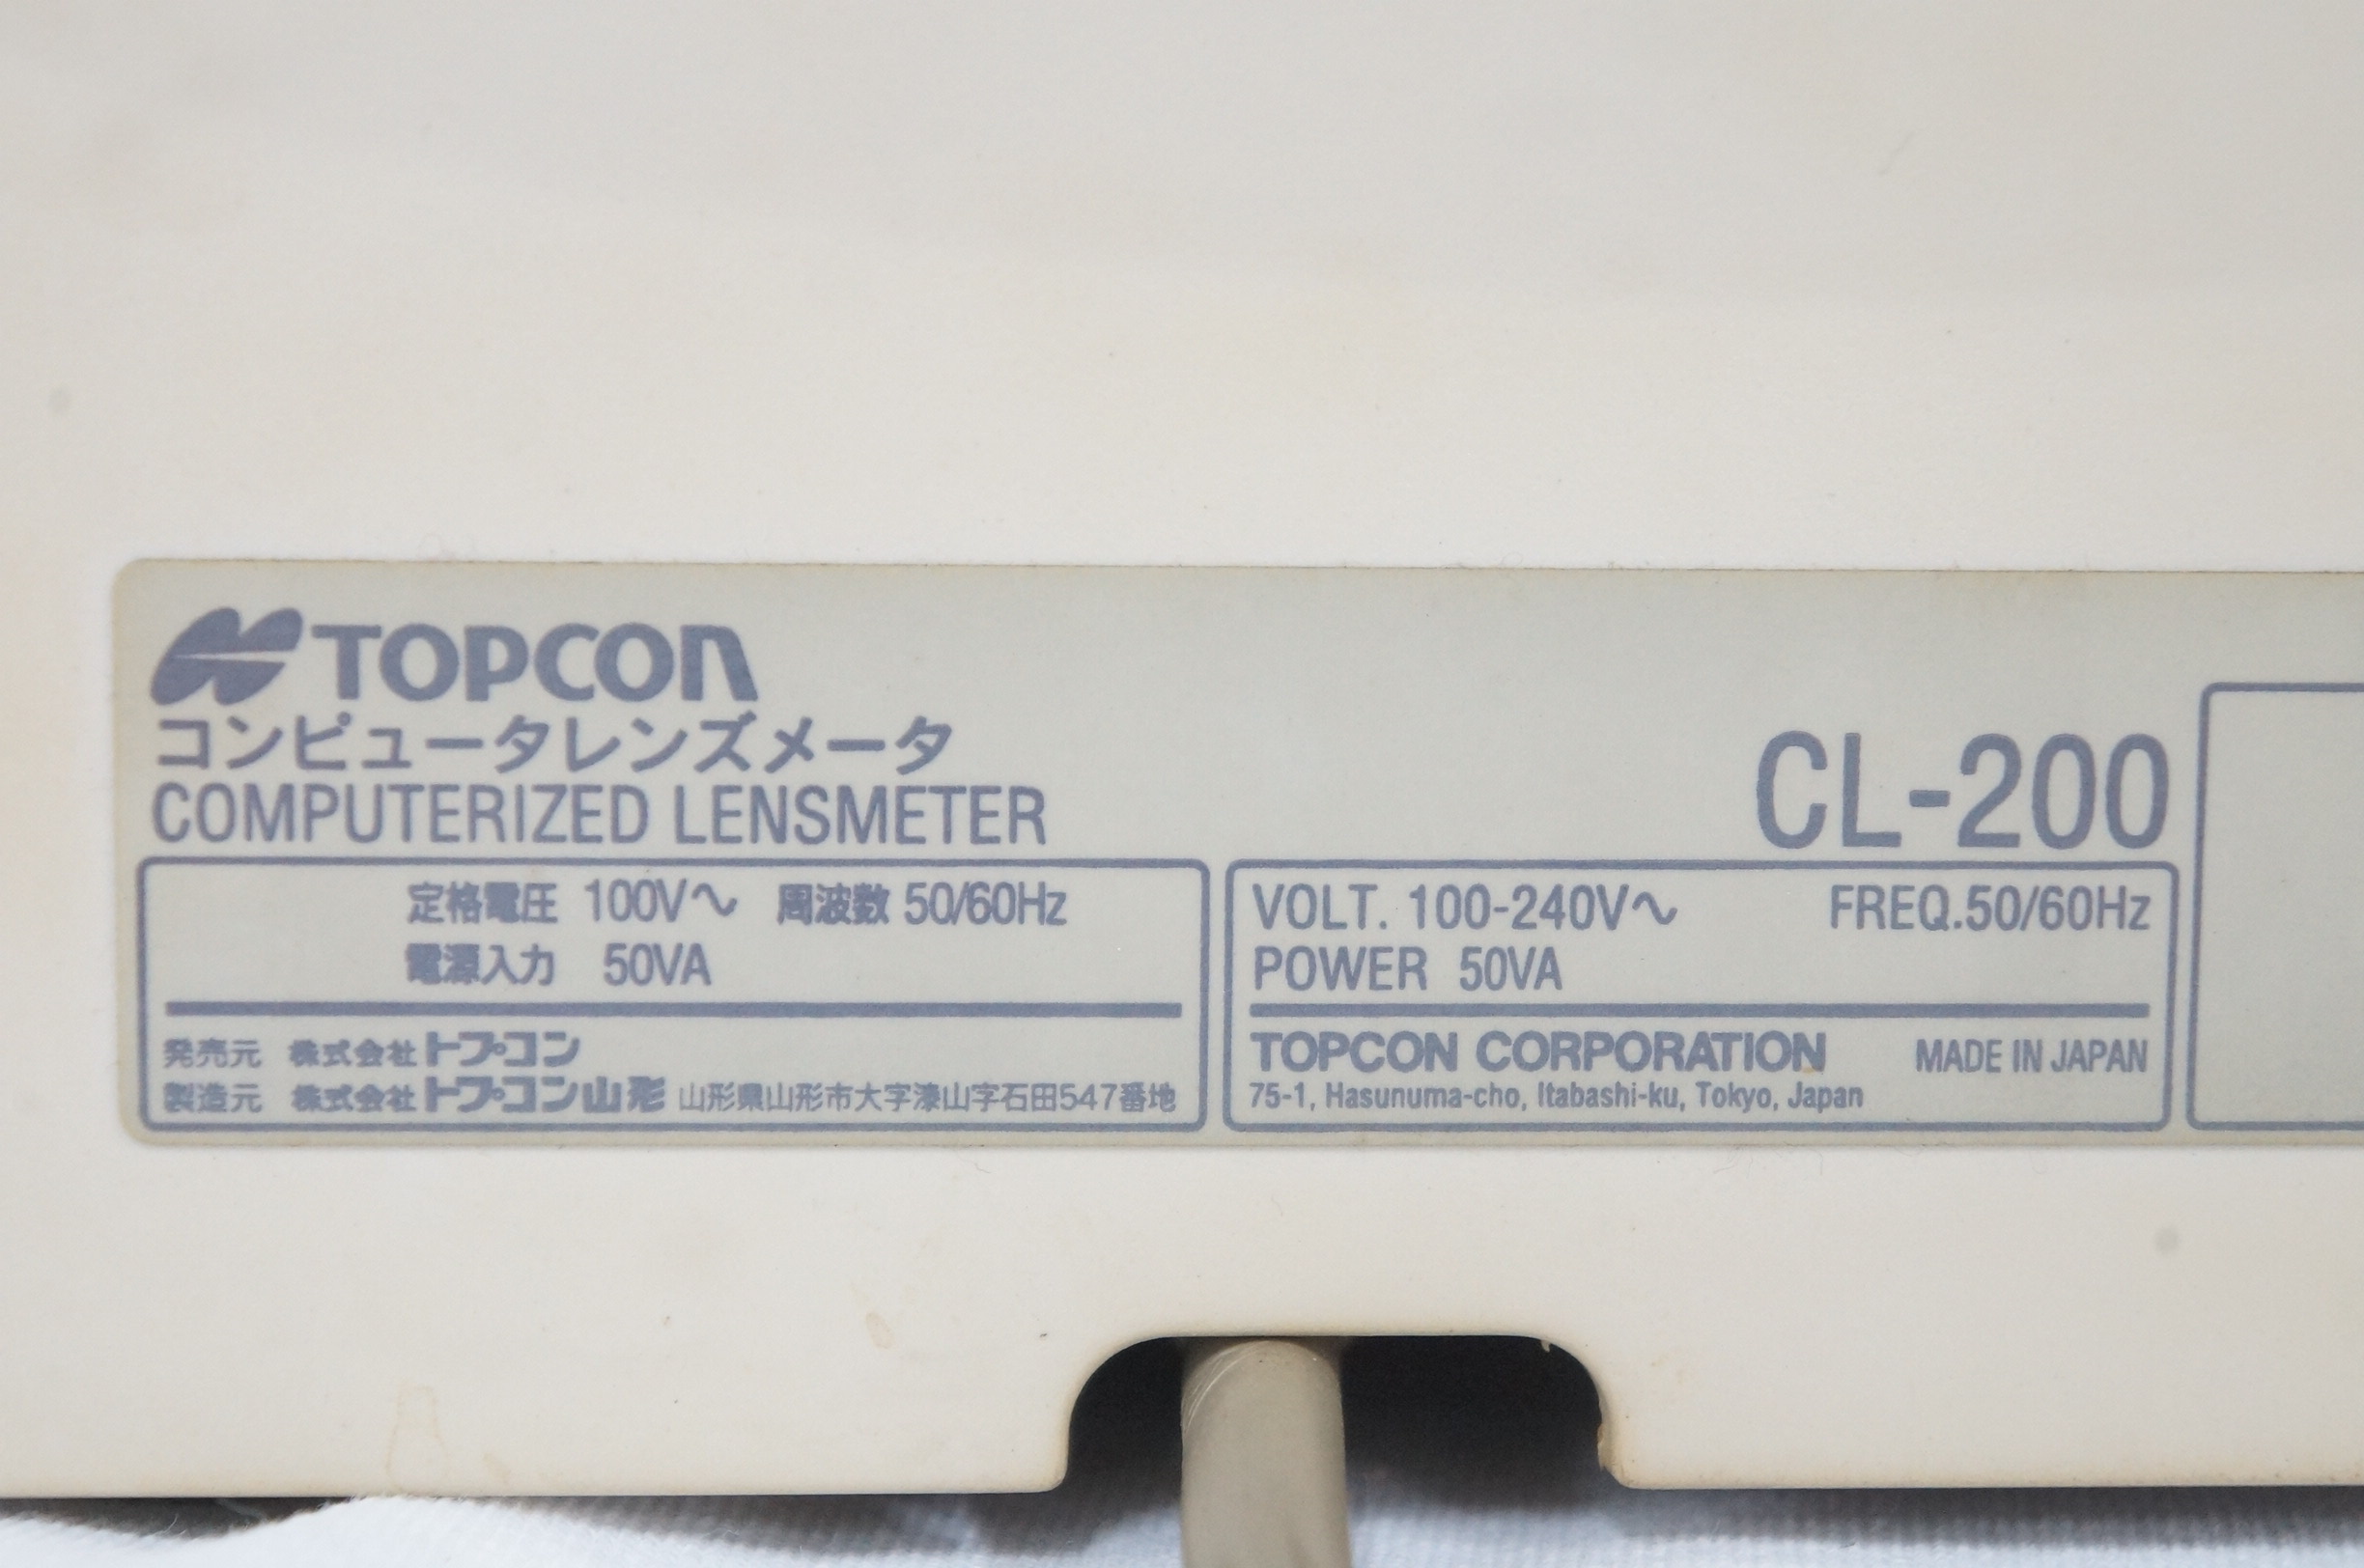 TOPCON
コンピュータレンズメータ
COMPUTERIZED LENSMETER
CL-200
定格電圧 100V～ 周波数 50/60Hz
電源入力 50VA
発売元 株式会社トプコン
製造元 株式会社トプコン山形 山形県山形市大字漆山字石田547番地
VOLT. 100-240V～ FREQ.50/60Hz
POWER 50VA
TOPCON CORPORATION MADE IN JAPAN
75-1, Hasunuma-cho, Itabashi-ku, Tokyo, Japan